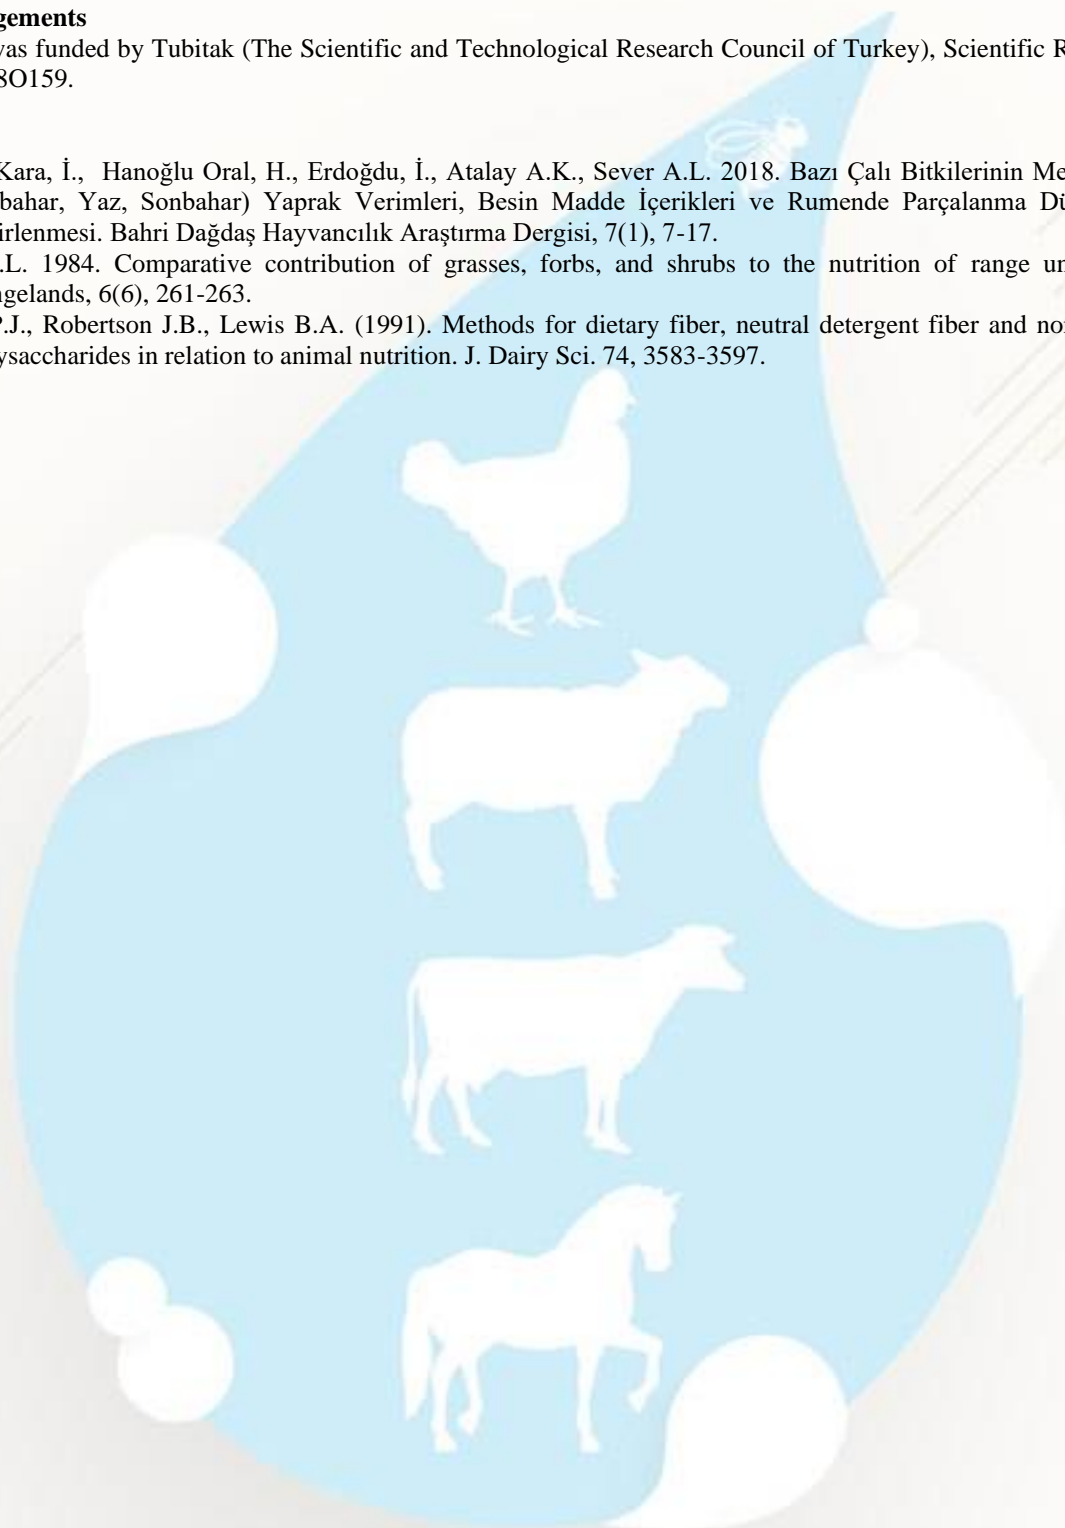 gements
was funded by Tubitak (The Scientific and Technological Research Council of Turkey), Scientific R
8O159.
Kara, İ., Hanoğlu Oral, H., Erdoğdu, İ., Atalay A.K., Sever A.L. 2018. Bazı Çalı Bitkilerinin Me
bahar, Yaz, Sonbahar) Yaprak Verimleri, Besin Madde İçerikleri ve Rumende Parçalanma Dü
irlenmesi. Bahri Dağdaş Hayvancılık Araştırma Dergisi, 7(1), 7-17.
.L. 1984. Comparative contribution of grasses, forbs, and shrubs to the nutrition of range un
ngelands, 6(6), 261-263.
P.J., Robertson J.B., Lewis B.A. (1991). Methods for dietary fiber, neutral detergent fiber and no
ysaccharides in relation to animal nutrition. J. Dairy Sci. 74, 3583-3597.